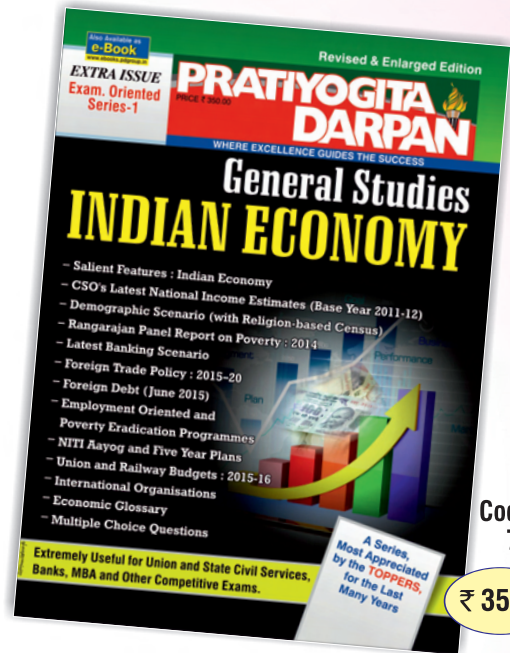 Also Available as
e-Book
www.ebooks.pdgroup.in
EXTRA ISSUE
Exam. Oriented
Series-1
Revised & Enlarged Edition
PRATIYOGITA
PRICE ₹ 350.00
DARPAN
WHERE EXCELLENCE GUIDES THE SUCCESS
General Studies
INDIAN ECONOMY
– Salient Features : Indian Economy
– CSO's Latest National Income Estimates (Base Year 2011-12)
– Demographic Scenario (with Religion-based Census)
– Rangarajan Panel Report on Poverty : 2014
– Latest Banking Scenario
– Foreign Trade Policy : 2015–20
– Foreign Debt (June 2015)
– Employment Oriented and
Poverty Eradication Programmes
– NITI Aayog and Five Year Plans
– Union and Railway Budgets : 2015-16
– International Organisations
– Economic Glossary
– Multiple Choice Questions
Performance
Plan
Extremely Useful for Union and State Civil Services,
Banks, MBA and Other Competitive Exams.
A Series,
Most Appreciated
by the TOPPERS,
for the Last
Many Years
₹ 35